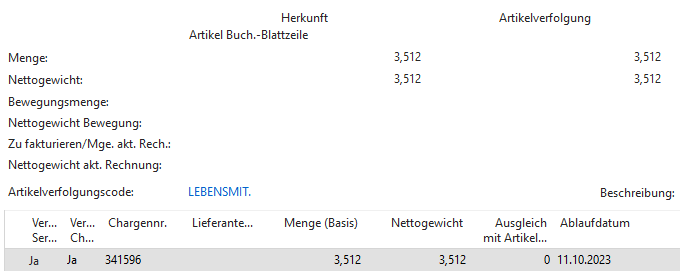 Herkunft Artikelverfolgung
Artikel Buch.-Blattzeile
Menge: 3,512 3,512
Nettogewicht: 3,512 3,512
Bewegungsmenge:
Nettogewicht Bewegung:
Zu fakturieren/Mge. akt. Rech.:
Nettogewicht akt. Rechnung:
Artikelverfolgungscode: LEBENSMIT. Beschreibung:
Ver... Ver... Chargennr. Lieferante... Menge (Basis) Nettogewicht Ausgleich Ablaufdatum
Ser... Ch... mit Artikel...
Ja Ja 341596 3,512 3,512 0 11.10.2023